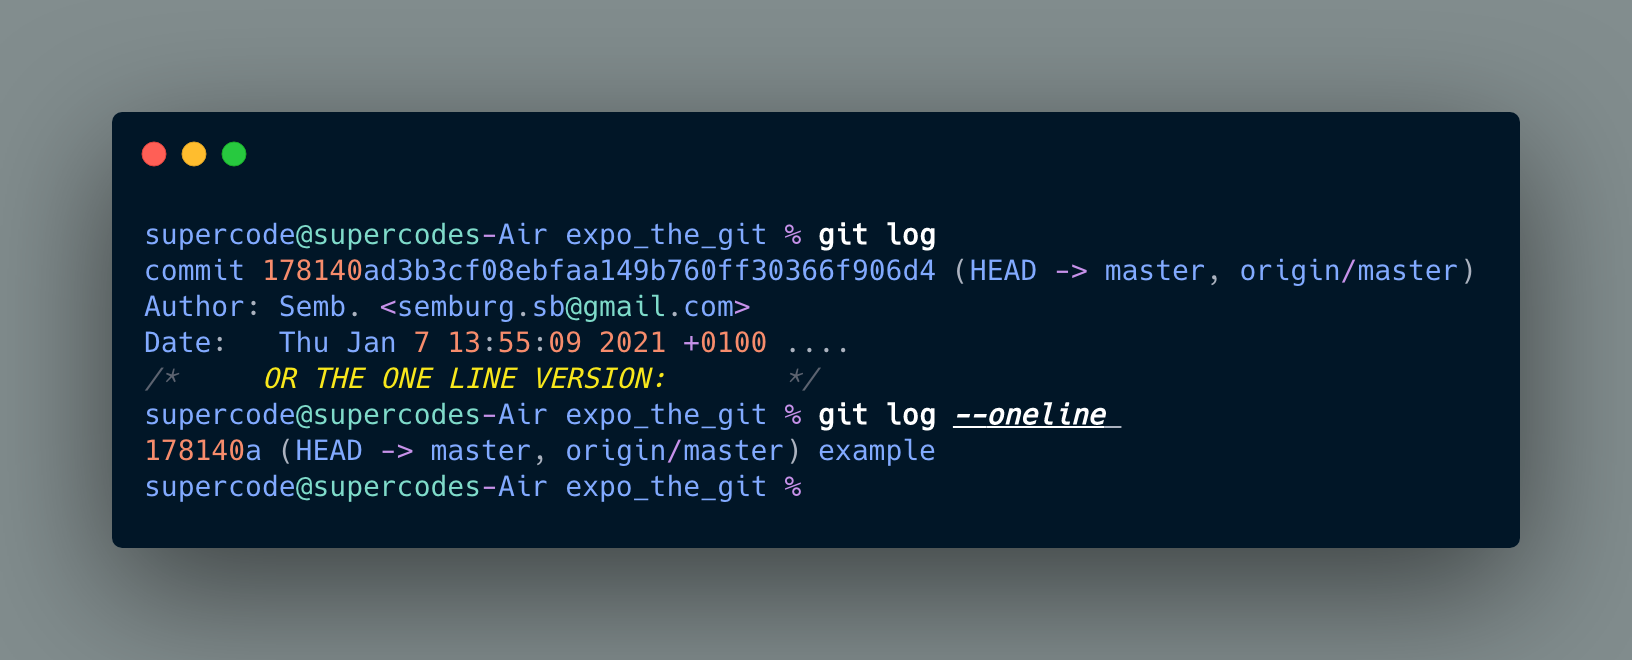 supercode@supercodes-Air expo_the_git % git log
commit 178140ad3b3cf08ebfaa149b760ff30366f906d4 (HEAD -> master, origin/master)
Author: Semb. <semburg.sb@gmail.com>
Date:   Thu Jan 7 13:55:09 2021 +0100 ....
/*     OR THE ONE LINE VERSION:       */
supercode@supercodes-Air expo_the_git % git log --oneline
178140a (HEAD -> master, origin/master) example
supercode@supercodes-Air expo_the_git %